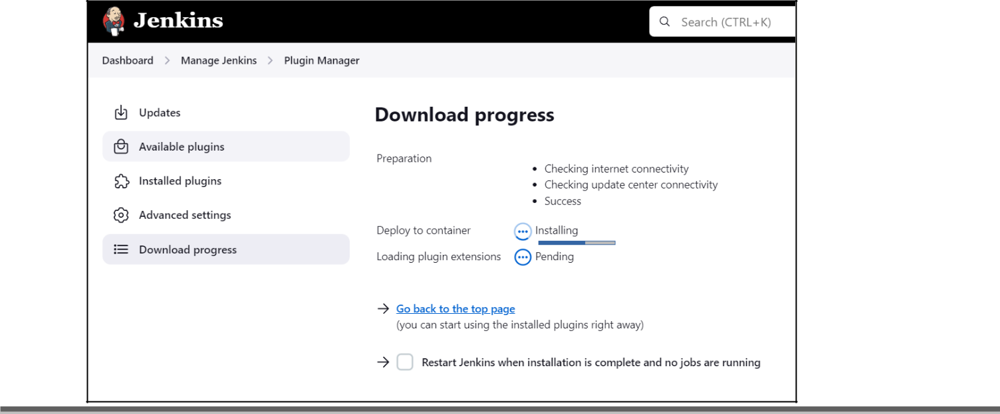 Jenkins
Search (CTRL+K)
Dashboard
Manage Jenkins
Plugin Manager
Updates
Available plugins
Installed plugins
Advanced settings
Download progress
Download progress
Preparation
Checking internet connectivity
Checking update center connectivity
Success
Deploy to container
Installing
Loading plugin extensions
Pending
Go back to the top page
(you can start using the installed plugins right away)
Restart Jenkins when installation is complete and no jobs are running